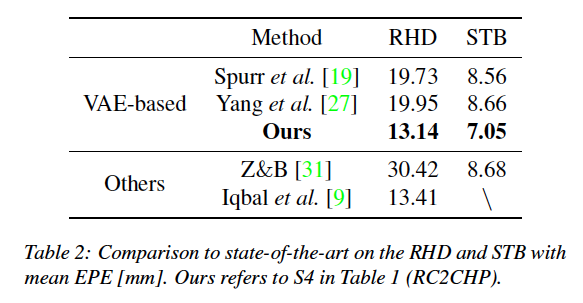 Method RHD STB
Spurr et al. [19] 19.73 8.56
VAE-based Yang et al. [27] 19.95 8.66
Ours 13.14 7.05
Others Z&B [31] 30.42 8.68
Iqbal et al. [9] 13.41 \
Table 2: Comparison to state-of-the-art on the RHD and STB with
mean EPE [mm]. Ours refers to S4 in Table 1 (RC2CHP).